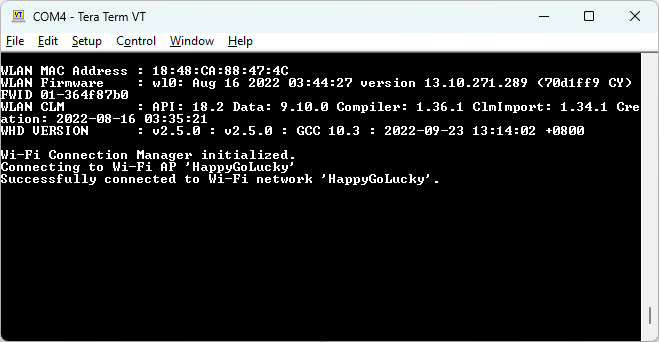 COM4 - Tera Term VT
File Edit Setup Control Window Help
WLAN MAC Address : 18:48:CA:88:47:4C
WLAN Firmware    : wl0: Aug 16 2022 03:44:27 version 13.10.271.289 (70d1ff9 CY)
FWID 01-364f87b0
WLAN CLM         : API: 18.2 Data: 9.10.0 Compiler: 1.36.1 ClmImport: 1.34.1 Cre
ation: 2022-08-16 03:35:21
WHD VERSION      : v2.5.0 : v2.5.0 : GCC 10.3 : 2022-09-23 13:14:02 +0800
Wi-Fi Connection Manager initialized.
Connecting to Wi-Fi AP 'HappyGoLucky'
Successfully connected to Wi-Fi network 'HappyGoLucky'.